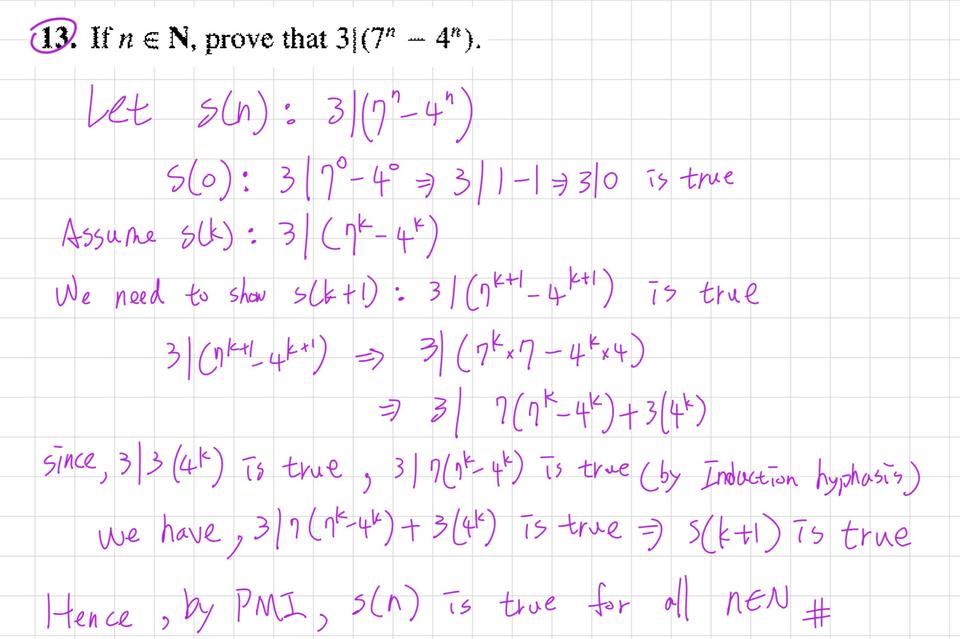 13. If n ∈ N, prove that 3|(7ⁿ − 4ⁿ).
Let s(n): 3|(7ⁿ-4ⁿ)
s(0): 3|7⁰-4⁰ ⇒ 3|1-1 ⇒ 3|0 is true
Assume s(k): 3|(7ᵏ-4ᵏ)
We need to show s(k+1): 3|(7ᵏ⁺¹-4ᵏ⁺¹) is true
3|(7ᵏ⁺¹-4ᵏ⁺¹) ⇒ 3|(7ᵏ×7-4ᵏ×4)
⇒ 3| 7(7ᵏ-4ᵏ)+3(4ᵏ)
since, 3|3(4ᵏ) is true, 3|7(7ᵏ-4ᵏ) is true (by Induction hyphasis)
we have, 3|7(7ᵏ-4ᵏ)+3(4ᵏ) is true ⇒ s(k+1) is true
Hence, by PMI, s(n) is true for all n∈N #